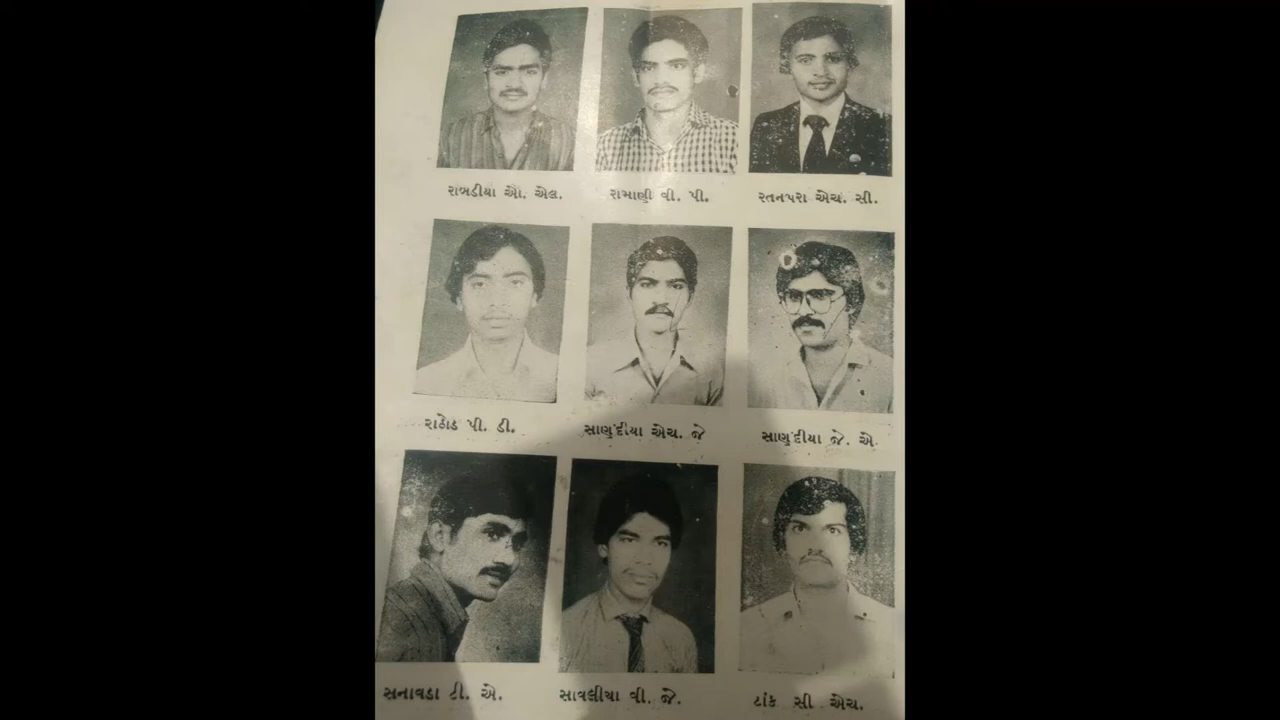 રાબડીયા ઓ. એલ.
રામાણી વી. પી.
રતનપરા એચ. સી.
રાઠોડ પી. ડી.
સાણુંદીયા એચ. જે
સાણુંદીયા જે. એ.
સનાવડા ટી. એ.
સાવલીયા વી. જે.
ટાંક સી એચ.